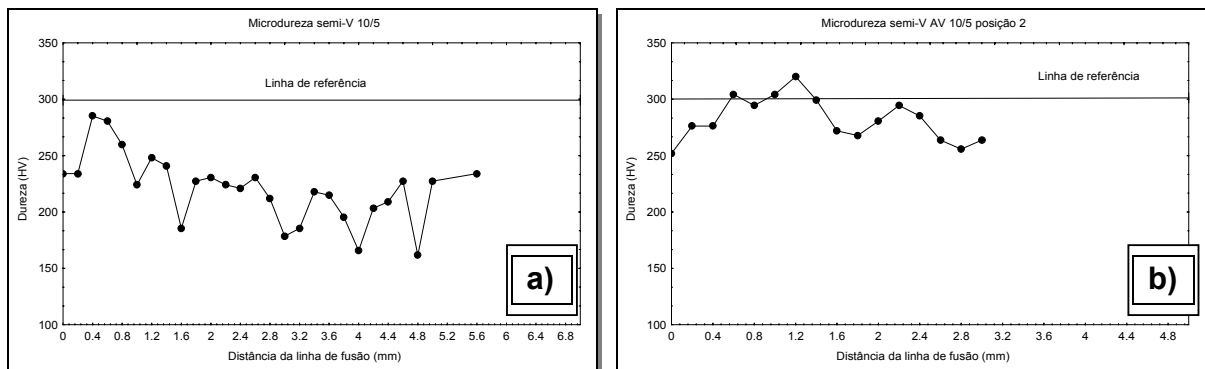 Microdureza semi-V 10/5
350
300
250
200
150
100
Dureza (HV)
Linha de referência
a)
0 0.4 0.8 1.2 1.6 2 2.4 2.8 3.2 3.6 4 4.4 4.8 5.2 5.6 6 6.4 6.8
Distância da linha de fusão (mm)
Microdureza semi-V AV 10/5 posição 2
350
300
250
200
150
100
Dureza (HV)
Linha de referência
b)
0 0.4 0.8 1.2 1.6 2 2.4 2.8 3.2 3.6 4 4.4 4.8
Distância da linha de fusão (mm)